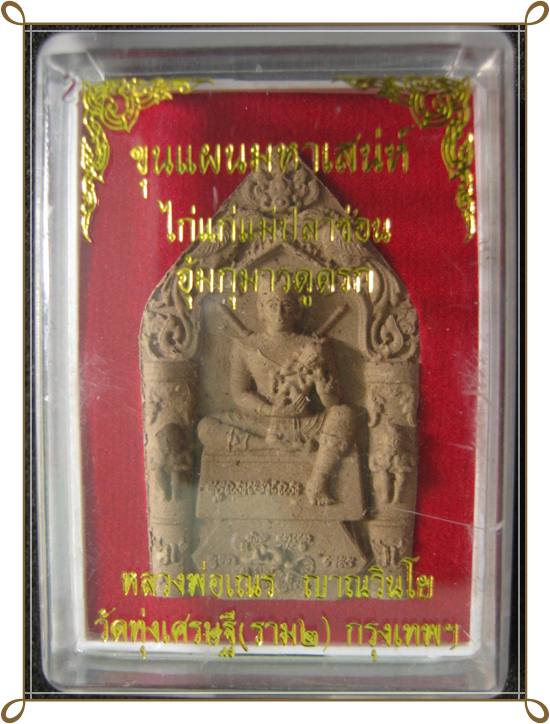 ขุนแผนมหาเสน่ห์
ไก่แก่แม่ปลาช่อน
อุ้มกุมารดูดรก
หลวงพ่อเณร ญาณวินโย
วัดทุ่งเศรษฐี(ราม๒) กรุงเทพฯ